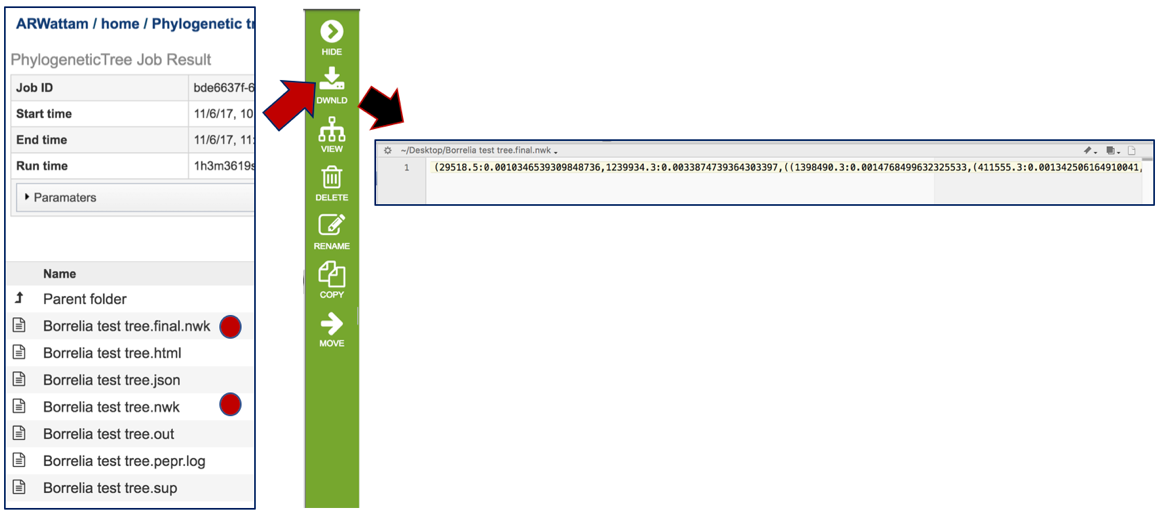 ARWattam / home / Phylogenetic tr
PhylogeneticTree Job Result
Job ID bde6637f-6
Start time 11/6/17, 10
End time 11/6/17, 11:
Run time 1h3m3619s
Paramaters
Name
Parent folder
Borrelia test tree.final.nwk
Borrelia test tree.html
Borrelia test tree.json
Borrelia test tree.nwk
Borrelia test tree.out
Borrelia test tree.pepr.log
Borrelia test tree.sup
HIDE
DWNLD
VIEW
DELETE
RENAME
COPY
MOVE
~/Desktop/Borrelia test tree.final.nwk
1 (29518.5:0.0010346539309848736,1239934.3:0.0033874739364303397,((1398490.3:0.0014768499632325533,(411555.3:0.001342506164910041,